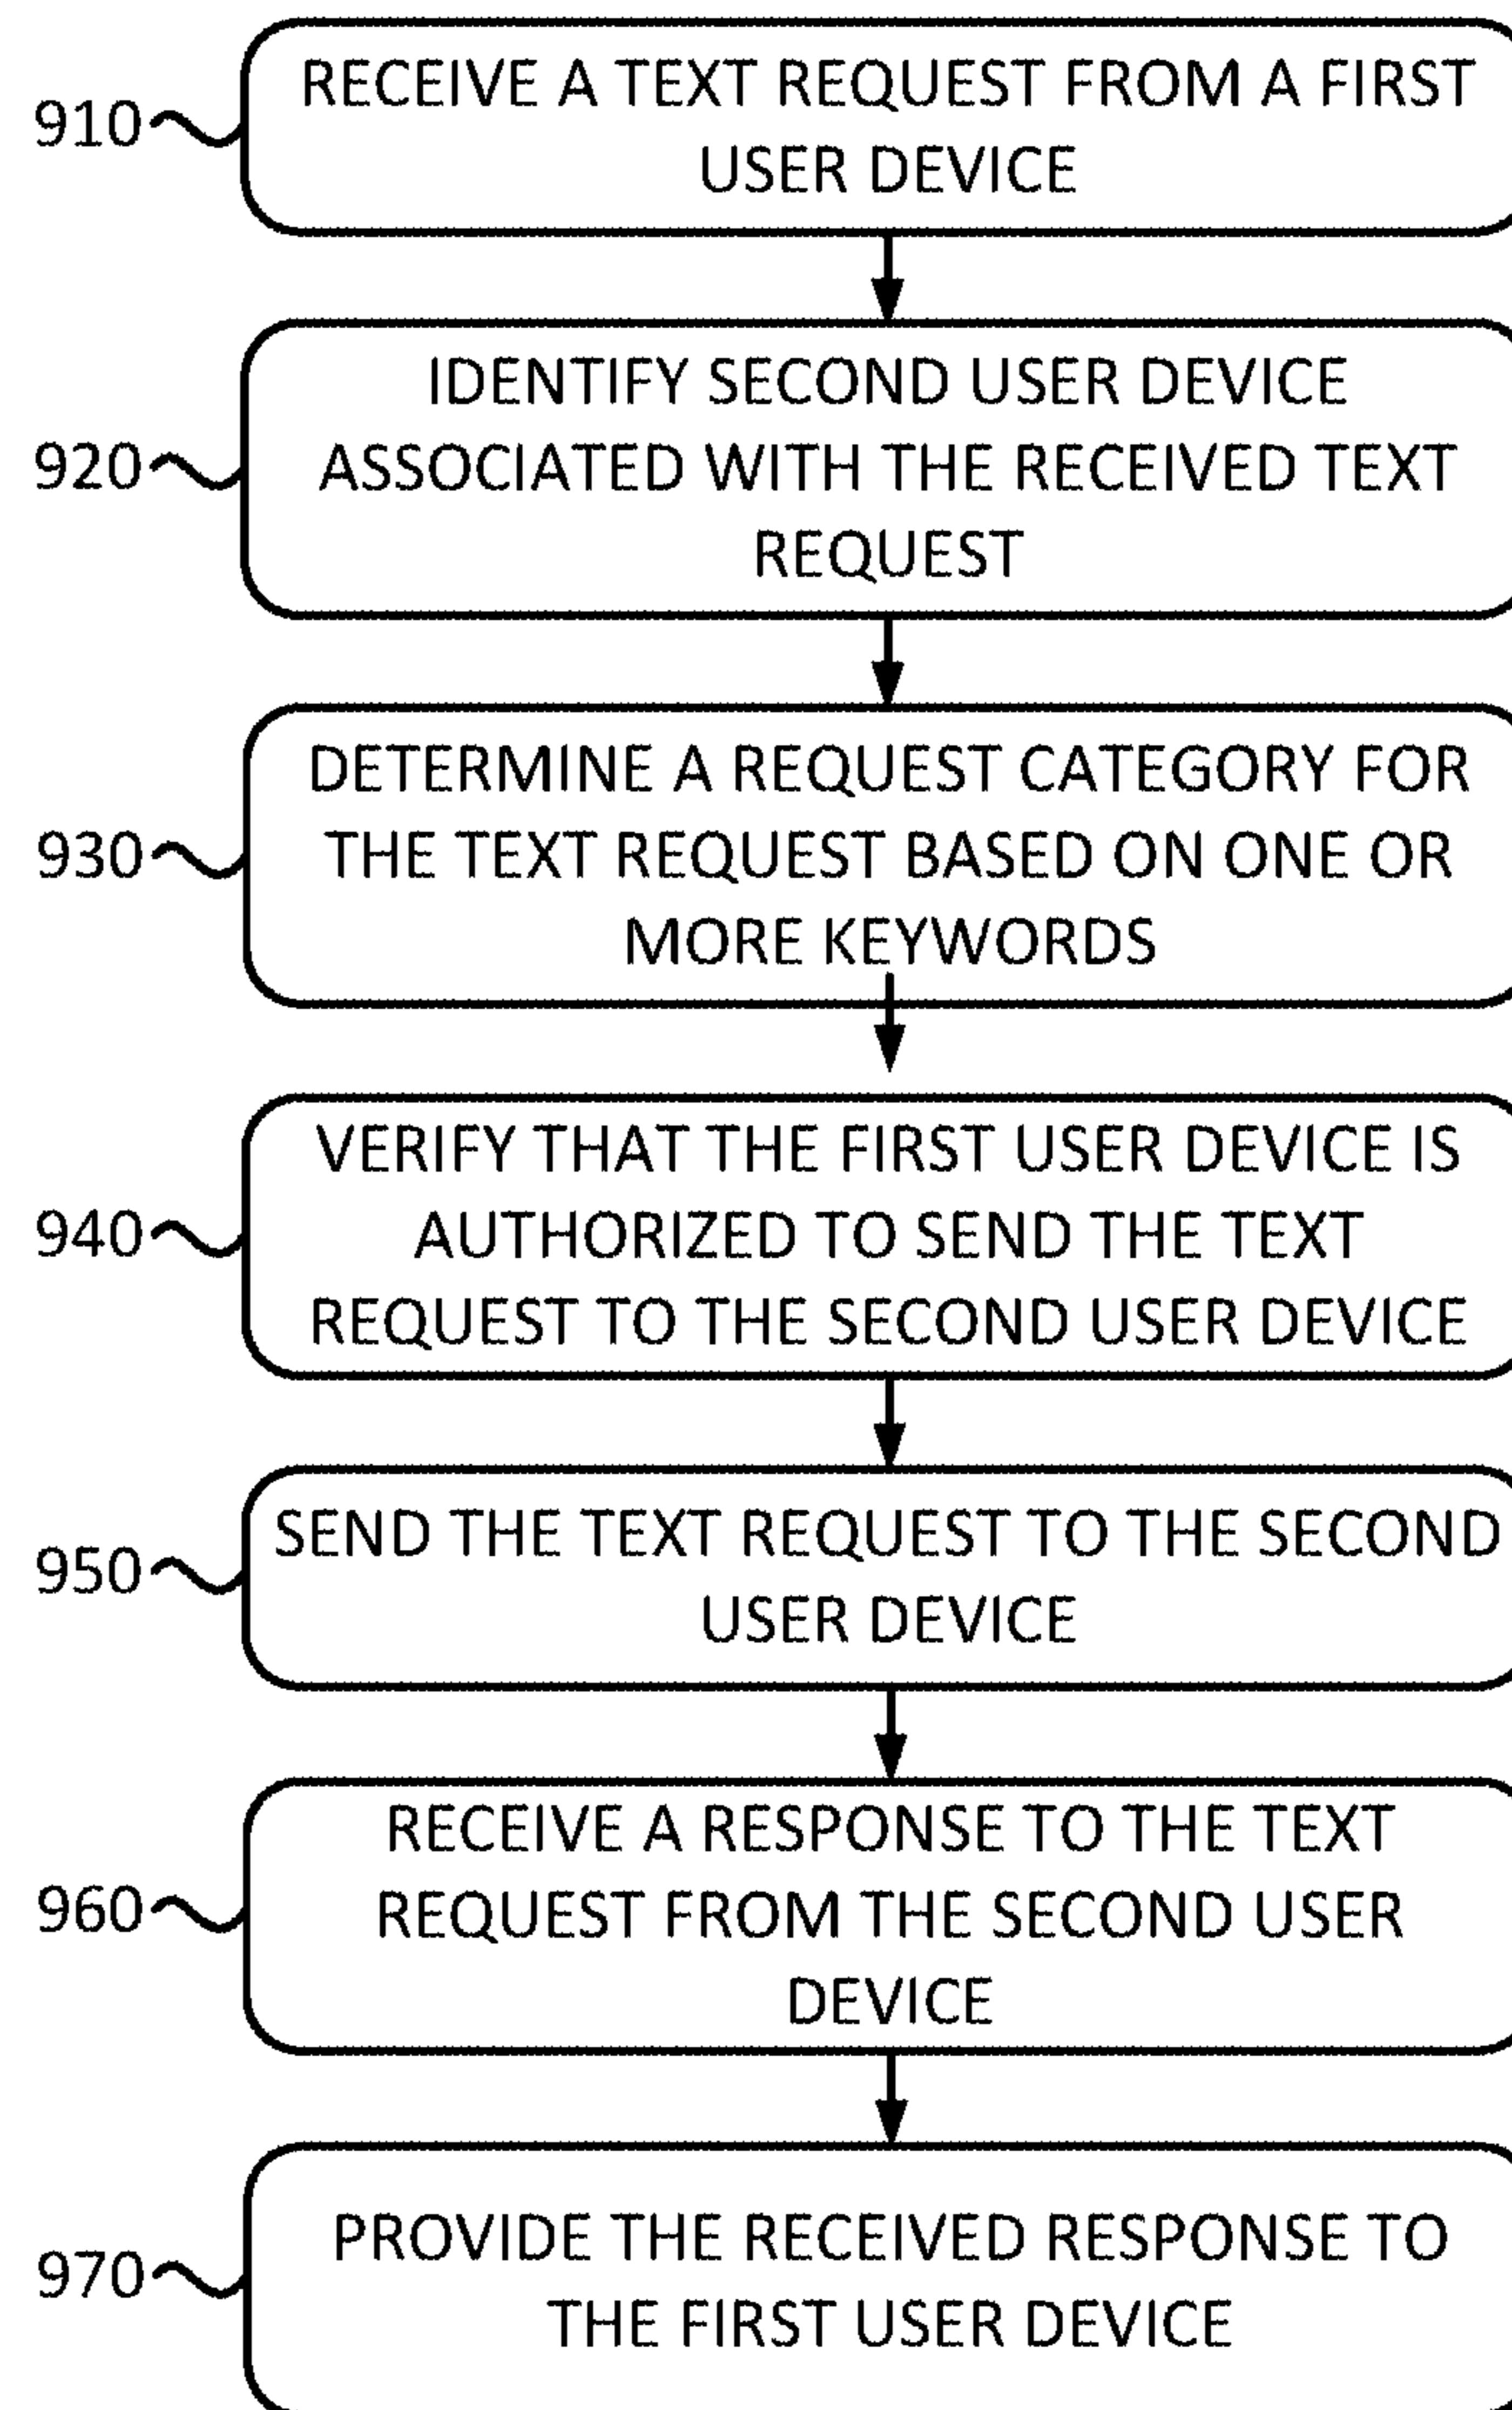 910
RECEIVE A TEXT REQUEST FROM A FIRST
USER DEVICE
920
IDENTIFY SECOND USER DEVICE
ASSOCIATED WITH THE RECEIVED TEXT
REQUEST
930
DETERMINE A REQUEST CATEGORY FOR
THE TEXT REQUEST BASED ON ONE OR
MORE KEYWORDS
940
VERIFY THAT THE FIRST USER DEVICE IS
AUTHORIZED TO SEND THE TEXT
REQUEST TO THE SECOND USER DEVICE
950
SEND THE TEXT REQUEST TO THE SECOND
USER DEVICE
960
RECEIVE A RESPONSE TO THE TEXT
REQUEST FROM THE SECOND USER
DEVICE
970
PROVIDE THE RECEIVED RESPONSE TO
THE FIRST USER DEVICE